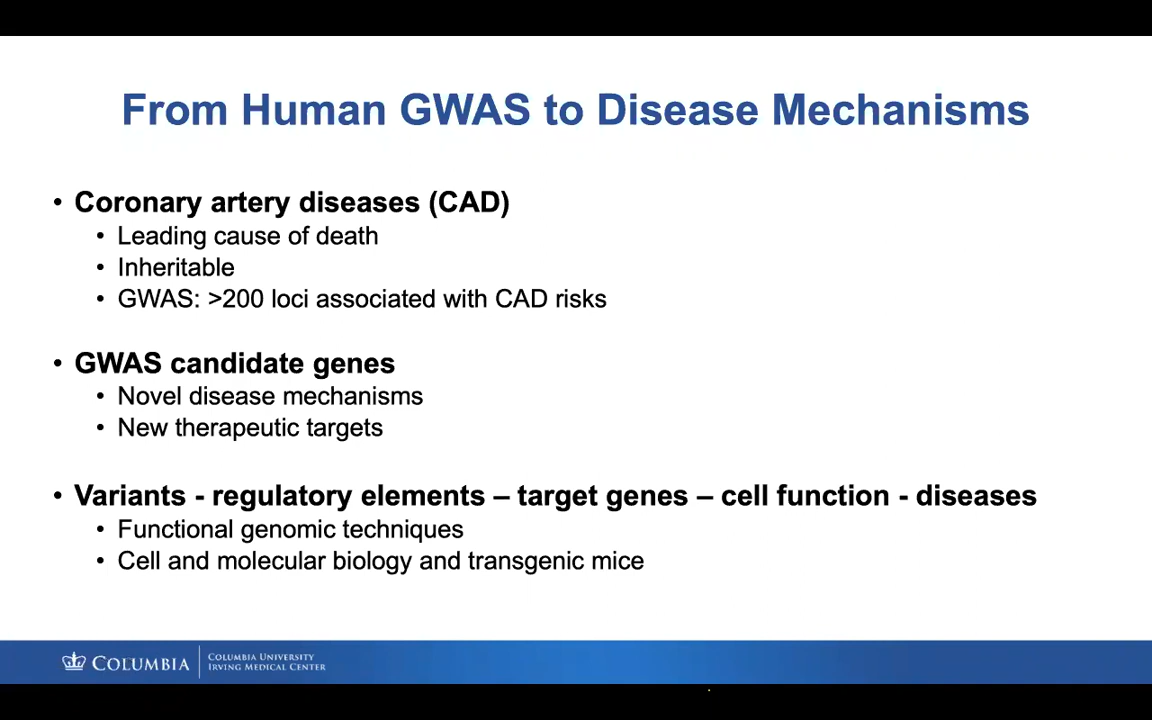 From Human GWAS to Disease Mechanisms
• Coronary artery diseases (CAD)
• Leading cause of death
• Inheritable
• GWAS: >200 loci associated with CAD risks
• GWAS candidate genes
• Novel disease mechanisms
• New therapeutic targets
• Variants - regulatory elements – target genes – cell function - diseases
• Functional genomic techniques
• Cell and molecular biology and transgenic mice
COLUMBIA
COLUMBIA UNIVERSITY
IRVING MEDICAL CENTER